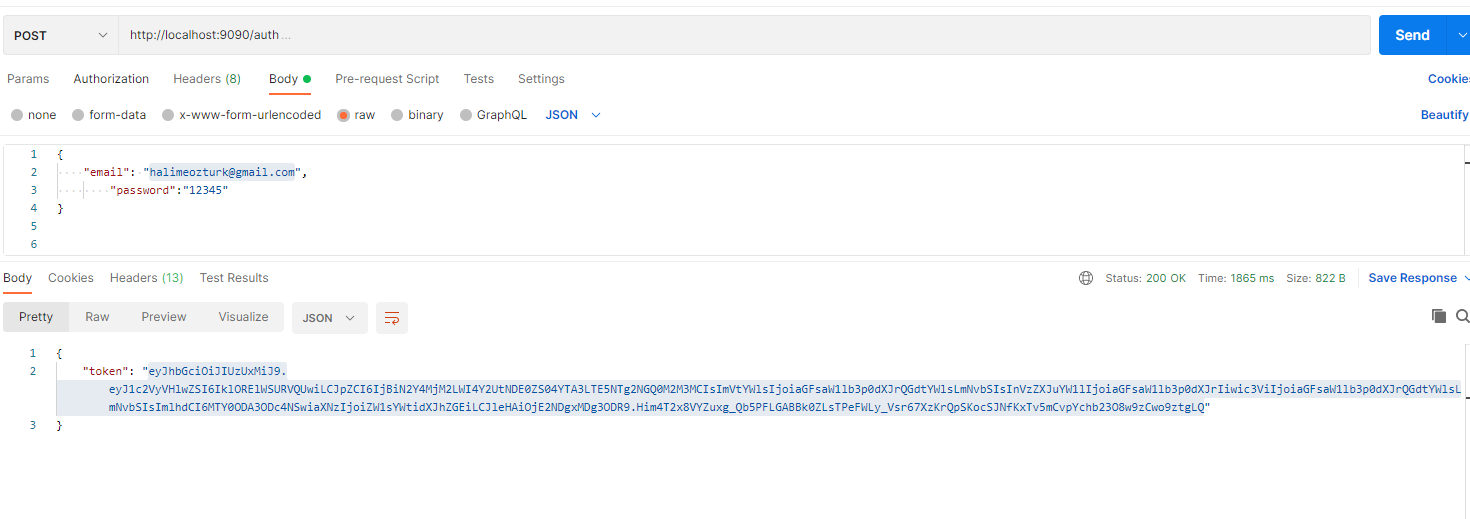 POST http://localhost:9090/auth ... Send
Params Authorization Headers (8) Body Pre-request Script Tests Settings Cookies
none form-data x-www-form-urlencoded raw binary GraphQL JSON Beautify
1 {
2 "email": "halimeozturk@gmail.com",
3 "password":"12345"
4 }
5
6
Body Cookies Headers (13) Test Results Status: 200 OK Time: 1865 ms Size: 822 B Save Response
Pretty Raw Preview Visualize JSON
1 {
2 "token": "eyJhbGciOiJIUzUxMiJ9.
eyJ1c2VyVHlwZSI6IklORElWSURVQUwiLCJpZCI6IjBiN2Y4MjM2LWI4Y2UtNDE0ZS04YTA3LTE5NTg2NGQ0M2M3MCIsImVtYWlsIjoiaGFsaW1lb3p0dXJrQGdtYWlsLmNvbSIsInVzZXJuYW1lIjoiaGFsaW1lb3p0dXJrIiwic3ViIjoiaGFsaW1lb3p0dXJrQGdtYWlsL
mNvbSIsImlhdCI6MTY0ODA3ODc4NSwiaXNzIjoiZW1sYWtidXJhZGEiLCJleHAiOjE2NDgxMDg3ODR9.Him4T2x8VYZuxg_Qb5PFLGABBk0ZLsTPeFWLy_Vsr67XzKrQpSKocSJNfKxTv5mCvpYchb23O8w9zCwo9ztgLQ"
3 }